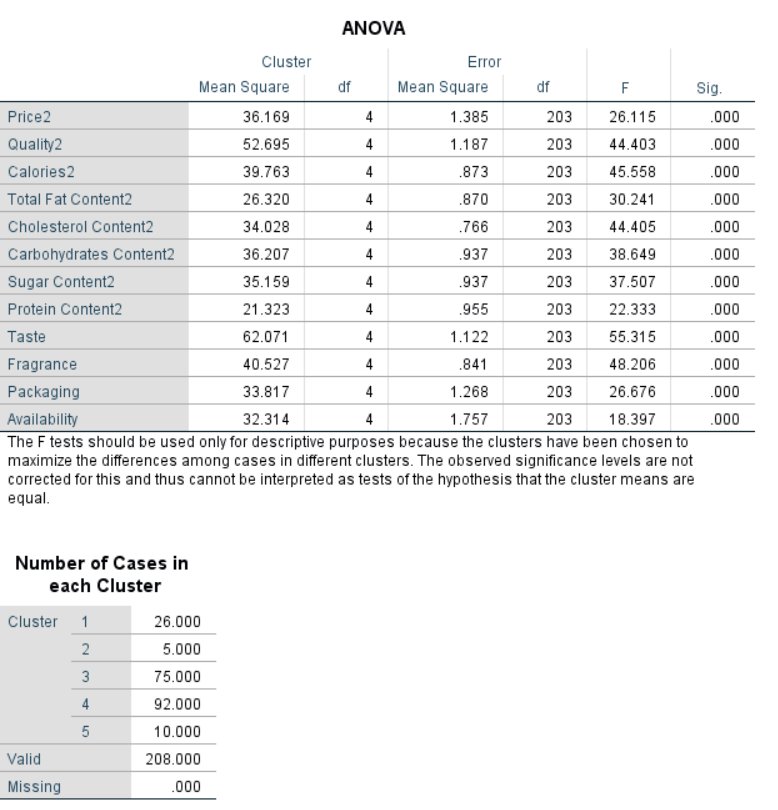 ANOVA
Cluster Error
Mean Square df Mean Square df F Sig.
Price2 36.169 4 1.385 203 26.115 .000
Quality2 52.695 4 1.187 203 44.403 .000
Calories2 39.763 4 .873 203 45.558 .000
Total Fat Content2 26.320 4 .870 203 30.241 .000
Cholesterol Content2 34.028 4 .766 203 44.405 .000
Carbohydrates Content2 36.207 4 .937 203 38.649 .000
Sugar Content2 35.159 4 .937 203 37.507 .000
Protein Content2 21.323 4 .955 203 22.333 .000
Taste 62.071 4 1.122 203 55.315 .000
Fragrance 40.527 4 .841 203 48.206 .000
Packaging 33.817 4 1.268 203 26.676 .000
Availability 32.314 4 1.757 203 18.397 .000
The F tests should be used only for descriptive purposes because the clusters have been chosen to
maximize the differences among cases in different clusters. The observed significance levels are not
corrected for this and thus cannot be interpreted as tests of the hypothesis that the cluster means are
equal.
Number of Cases in
each Cluster
Cluster 1 26.000
2 5.000
3 75.000
4 92.000
5 10.000
Valid 208.000
Missing .000